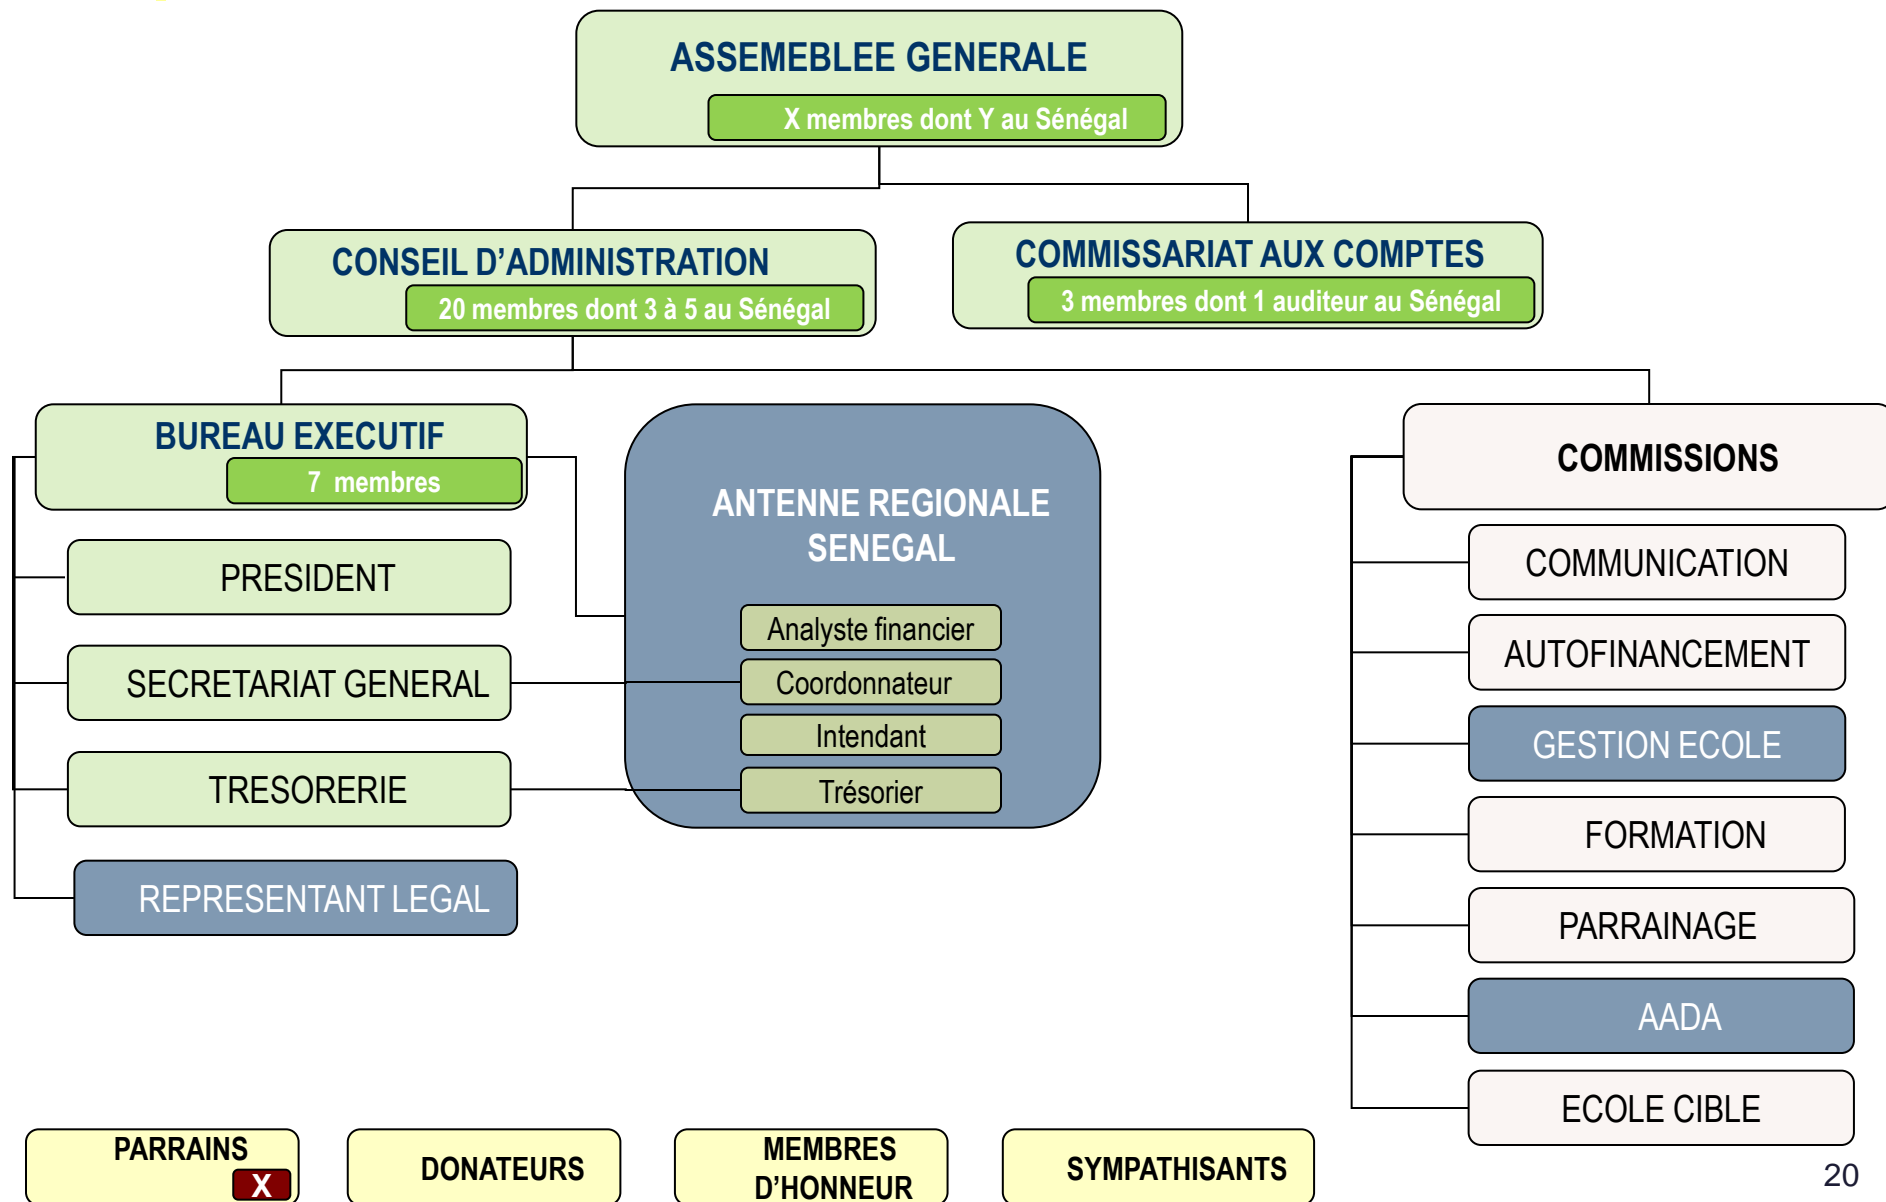 ASSEMEBLEE GENERALE
X membres dont Y au Sénégal
CONSEIL D'ADMINISTRATION
20 membres dont 3 à 5 au Sénégal
COMMISSARIAT AUX COMPTES
3 membres dont 1 auditeur au Sénégal
BUREAU EXECUTIF
7 membres
PRESIDENT
SECRETARIAT GENERAL
TRESORERIE
REPRESENTANT LEGAL
ANTENNE REGIONALE
SENEGAL
Analyste financier
Coordonnateur
Intendant
Trésorier
COMMISSIONS
COMMUNICATION
AUTOFINANCEMENT
GESTION ECOLE
FORMATION
PARRAINAGE
AADA
ECOLE CIBLE
PARRAINS
X
DONATEURS
MEMBRES
D'HONNEUR
SYMPATHISANTS
20